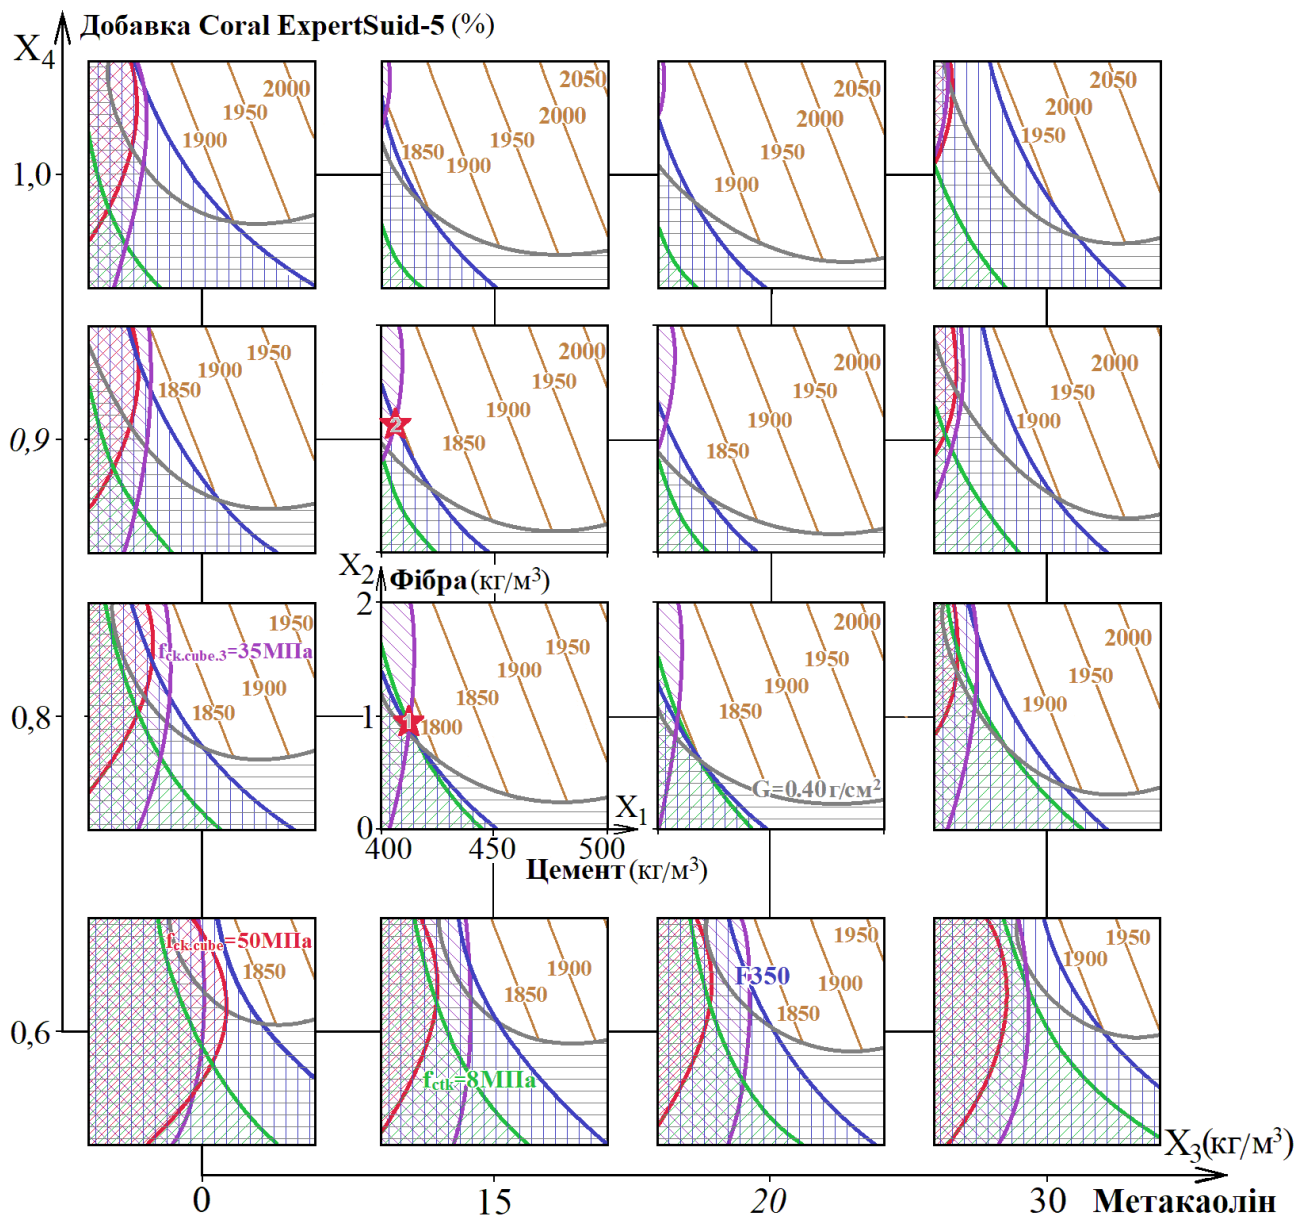 Добавка Coral ExpertSuid-5 (%)
X4
1900 1950 2000
1850 1900 1950 2000 2050
1900 1950 2000 2050
1950 2000 2050
1,0
1850 1900 1950
2
1850 1900 1950 2000
1850 1900 1950 2000
1900 1950 2000
0,9
X2 Фібра (кг/м³)
fck.cube.3=35МПа
1850 1900 1950
2
1
0
1
1800 1850 1900 1950
1850 1900 1950 2000
G=0.40 г/см²
1900 1950 2000
0,8
X1
400 450 500
Цемент (кг/м³)
fck.cube=50МПа
1850
1850 1900
fctk=8МПа
F350
1850 1900 1950
1900 1950
0,6
X3 (кг/м³)
0 15 20 30 Метакаолін